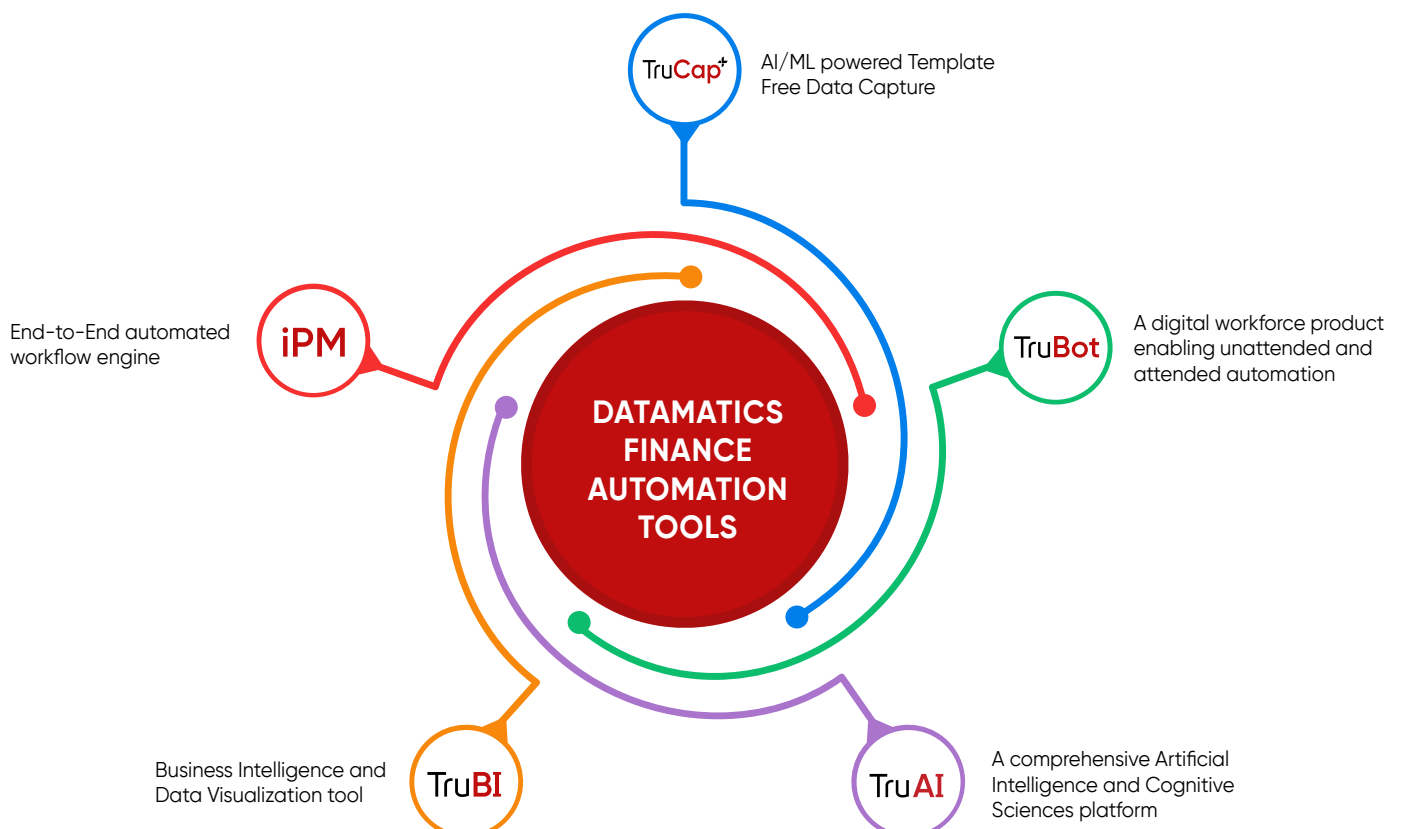 TruCap+
AI/ML powered Template
Free Data Capture
End-to-End automated
workflow engine
iPM
TruBot
A digital workforce product
enabling unattended and
attended automation
DATAMATICS
FINANCE
AUTOMATION
TOOLS
Business Intelligence and
Data Visualization tool
TruBI
TruAI
A comprehensive Artificial
Intelligence and Cognitive
Sciences platform